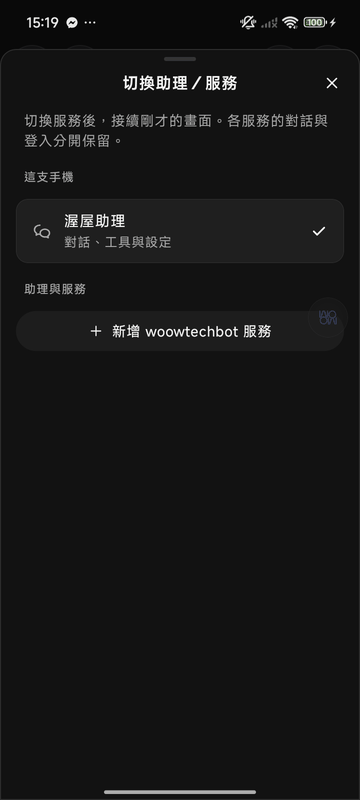 15:19
100
切換助理／服務
切換服務後，接續剛才的畫面。各服務的對話與
登入分開保留。
這支手機
渥屋助理
對話、工具與設定
助理與服務
新增 woowtechbot 服務